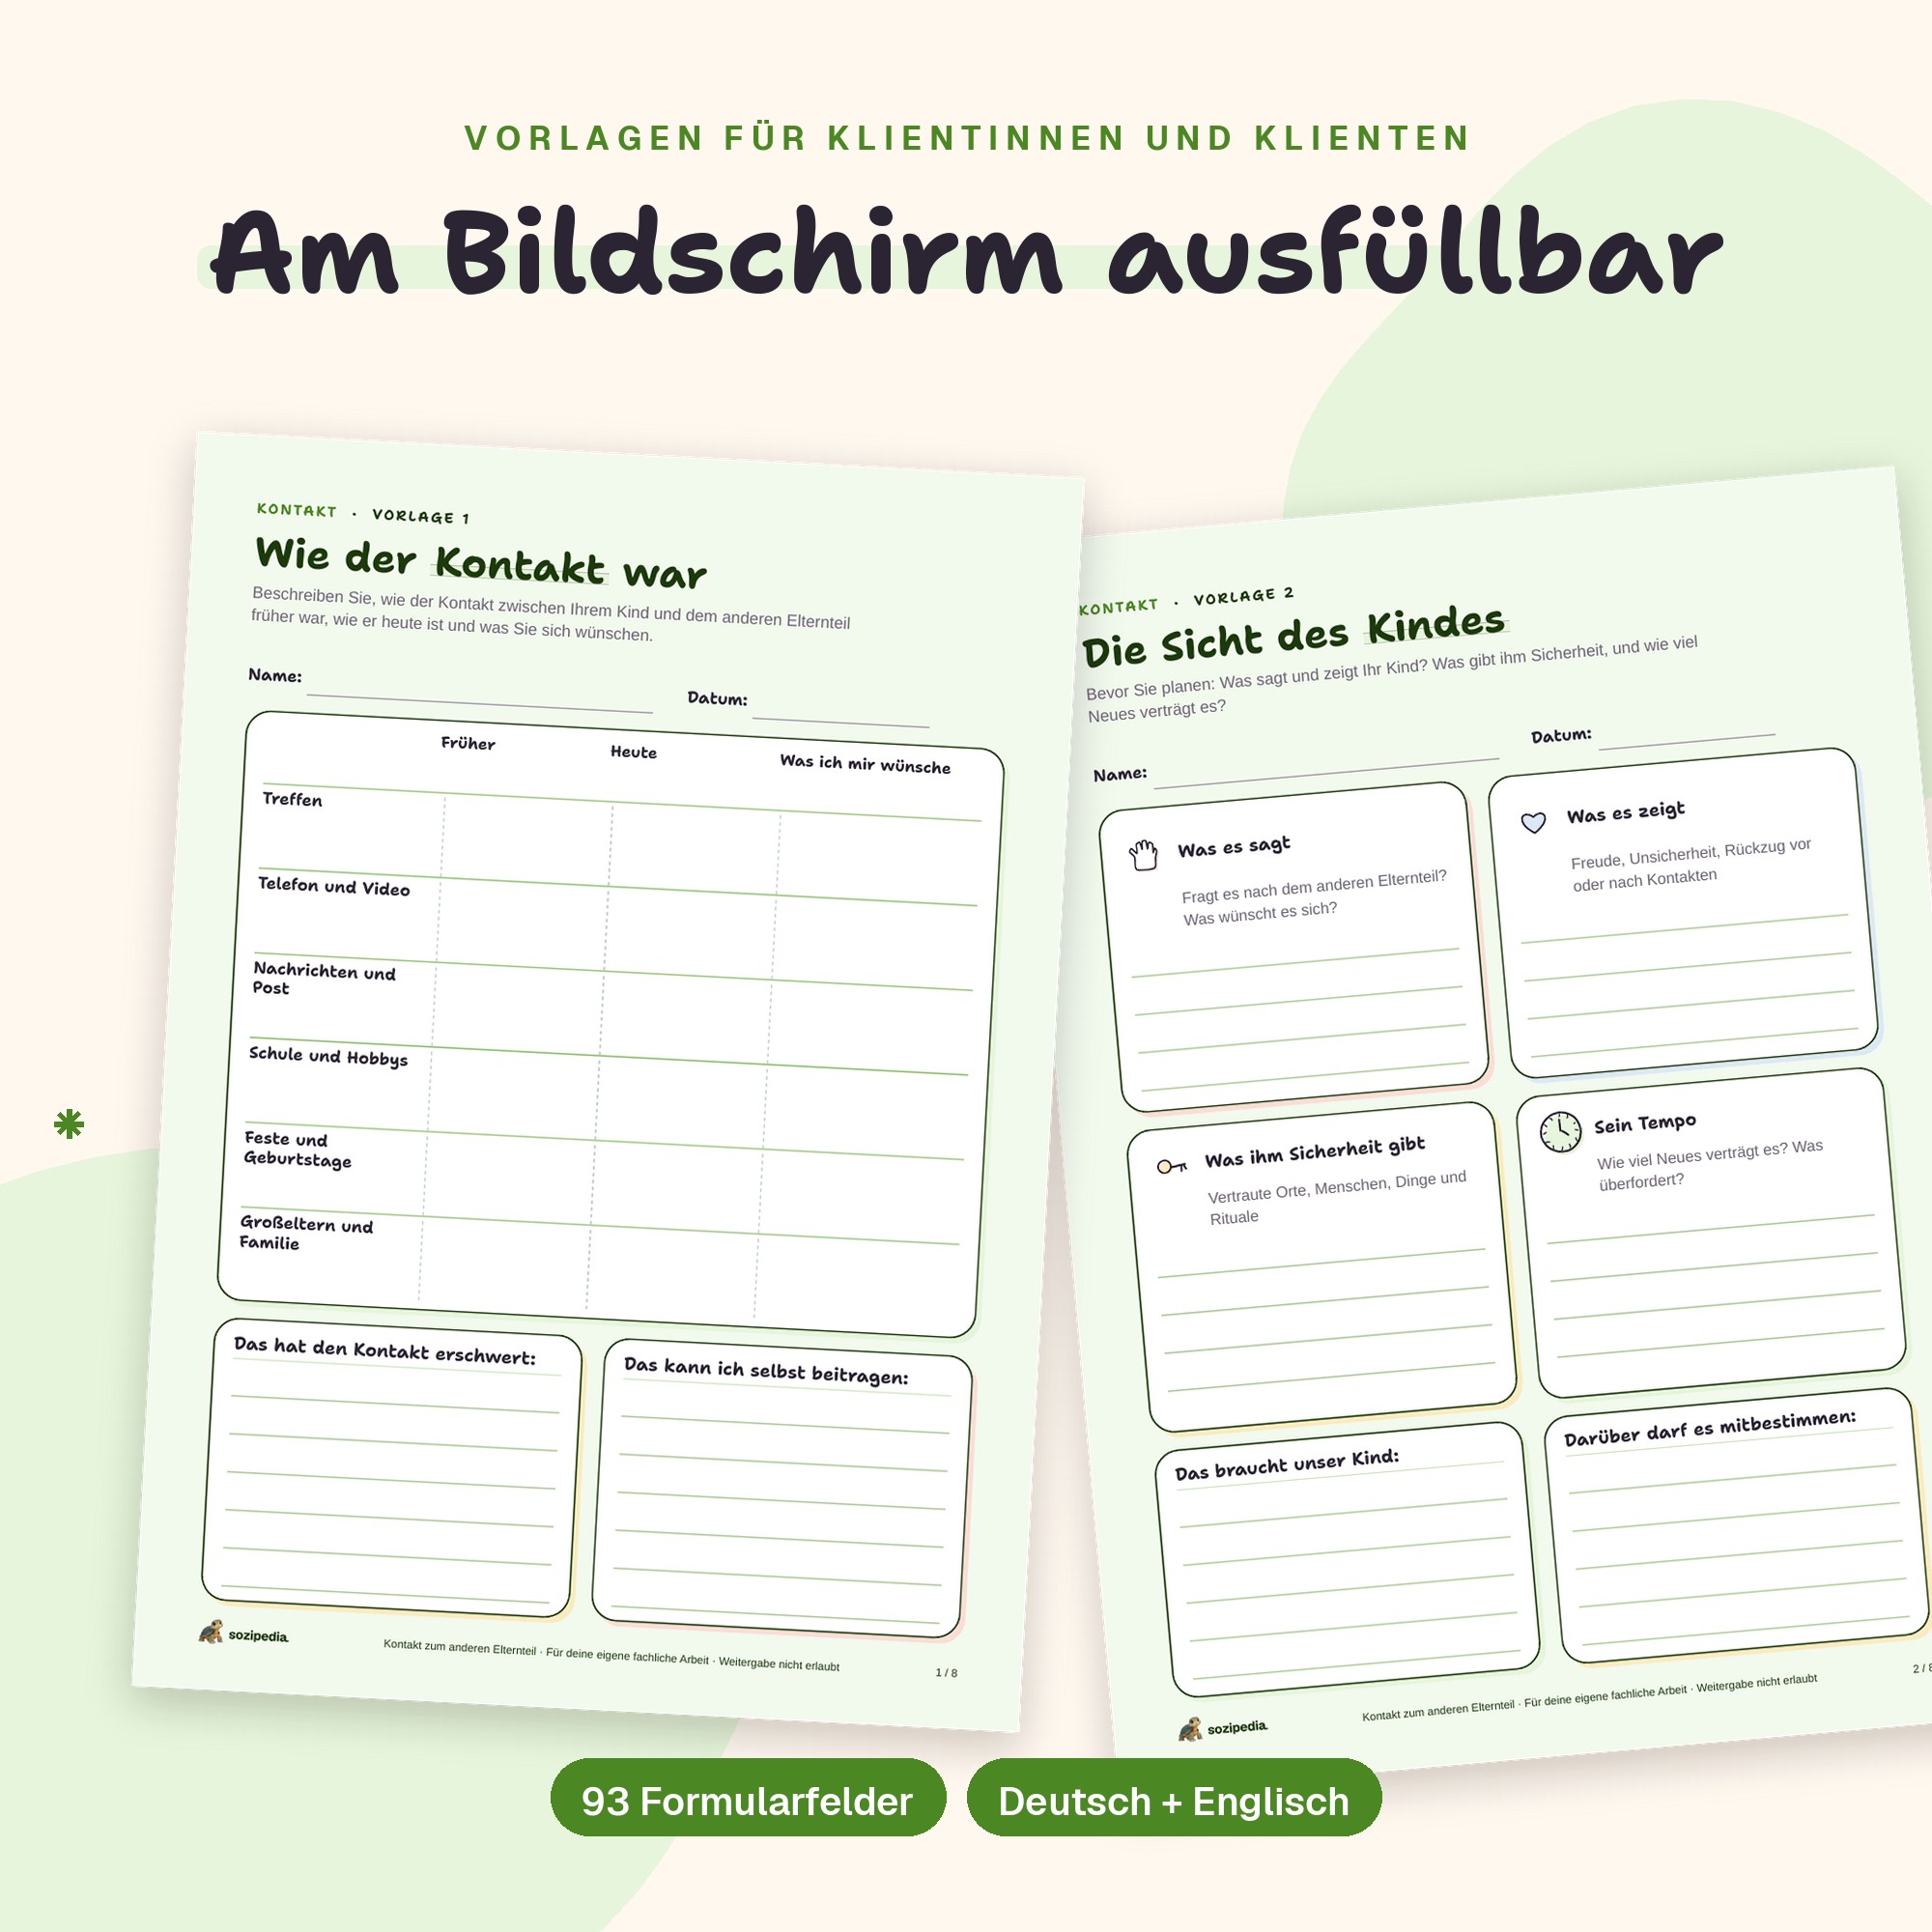 VORLAGEN FÜR KLIENTINNEN UND KLIENTEN
Am Bildschirm ausfüllbar
KONTAKT · VORLAGE 1
Wie der Kontakt war
Beschreiben Sie, wie der Kontakt zwischen Ihrem Kind und dem anderen Elternteil
früher war, wie er heute ist und was Sie sich wünschen.
Name:
Datum:
Früher
Heute
Was ich mir wünsche
Treffen
Telefon und Video
Nachrichten und
Post
Schule und Hobbys
Feste und
Geburtstage
Großeltern und
Familie
Das hat den Kontakt erschwert:
Das kann ich selbst beitragen:
sozipedia.
Kontakt zum anderen Elternteil · Für deine eigene fachliche Arbeit · Weitergabe nicht erlaubt
1 / 8
KONTAKT · VORLAGE 2
Die Sicht des Kindes
Bevor Sie planen: Was sagt und zeigt Ihr Kind? Was gibt ihm Sicherheit, und wie viel
Neues verträgt es?
Name:
Datum:
Was es sagt
Fragt es nach dem anderen Elternteil?
Was wünscht es sich?
Was es zeigt
Freude, Unsicherheit, Rückzug vor
oder nach Kontakten
Was ihm Sicherheit gibt
Vertraute Orte, Menschen, Dinge und
Rituale
Sein Tempo
Wie viel Neues verträgt es? Was
überfordert?
Das braucht unser Kind:
Darüber darf es mitbestimmen:
sozipedia.
Kontakt zum anderen Elternteil · Für deine eigene fachliche Arbeit · Weitergabe nicht erlaubt
2 / 8
93 Formularfelder
Deutsch + Englisch